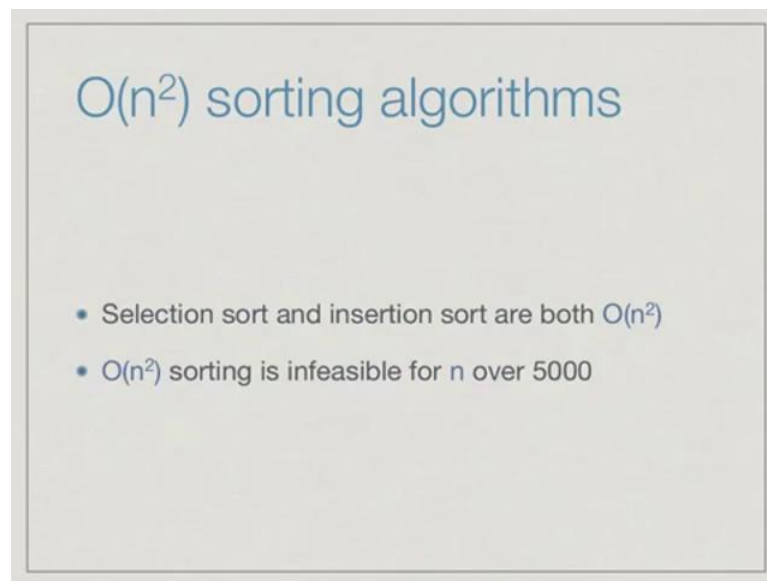 O(n²) sorting algorithms
• Selection sort and insertion sort are both O(n²)
• O(n²) sorting is infeasible for n over 5000